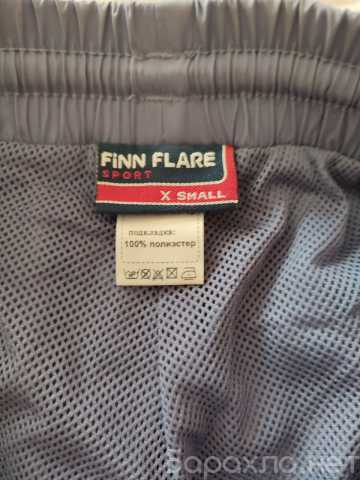 FiNN FLARE
SPORT
X SMALL
подкладка:
100% полиэстер
барахла.нет